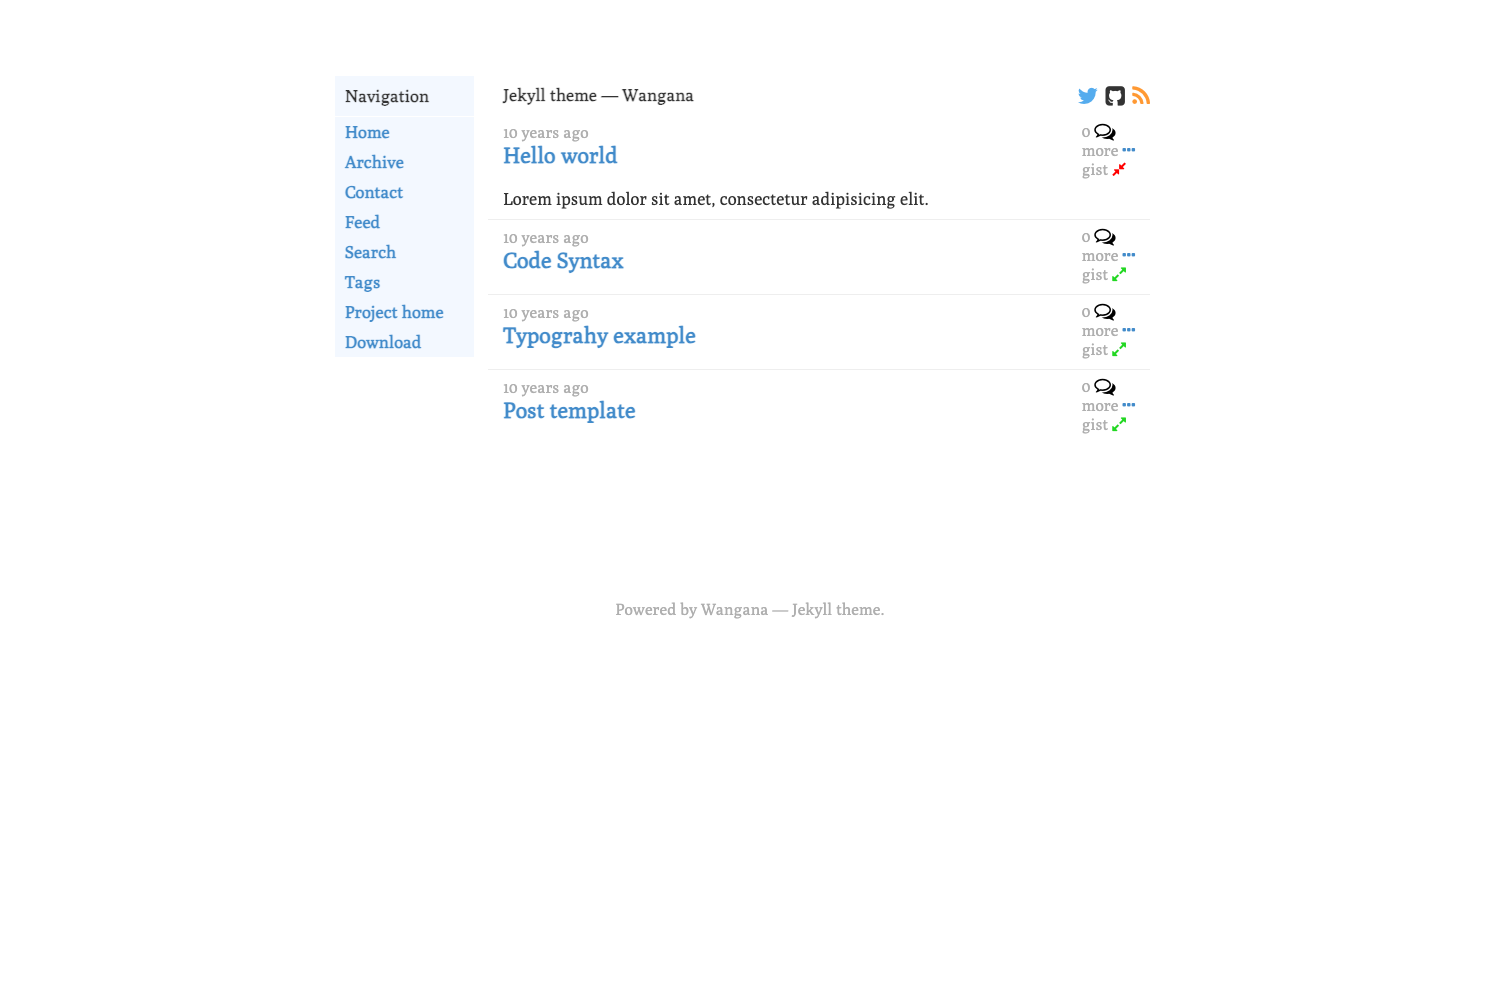 Navigation
Home
Archive
Contact
Feed
Search
Tags
Project home
Download
Jekyll theme — Wangana
10 years ago
Hello world
0
more
gist
Lorem ipsum dolor sit amet, consectetur adipisicing elit.
10 years ago
Code Syntax
0
more
gist
10 years ago
Typograhy example
0
more
gist
10 years ago
Post template
0
more
gist
Powered by Wangana — Jekyll theme.